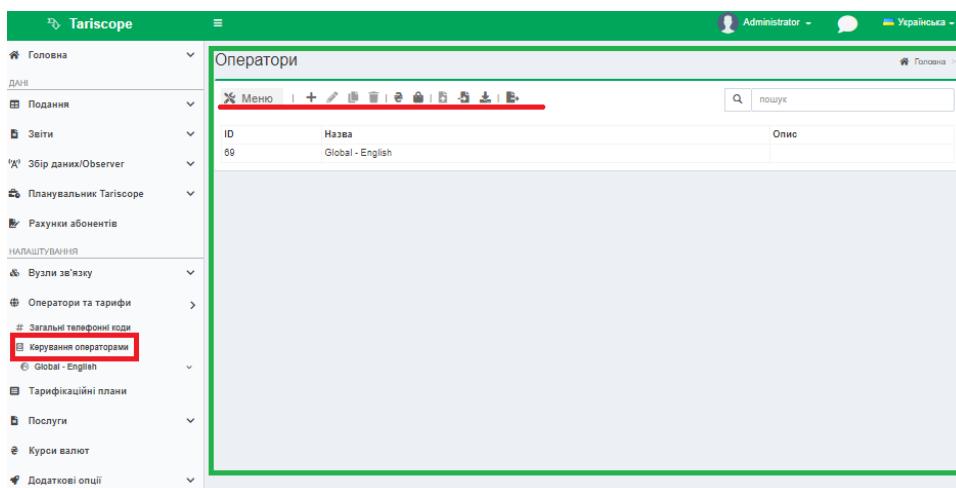 Tariscope
Administrator
Українська
Головна
ДАНІ
Подання
Звіти
Збір даних/Observer
Планувальник Tariscope
Рахунки абонентів
НАЛАШТУВАННЯ
Вузли зв'язку
Оператори та тарифи
# Загальні телефонні коди
Керування операторами
Global - English
Тарифікаційні плани
Послуги
Курси валют
Додаткові опції
Оператори
Головна >
Меню
пошук
ID Назва Опис
69 Global - English